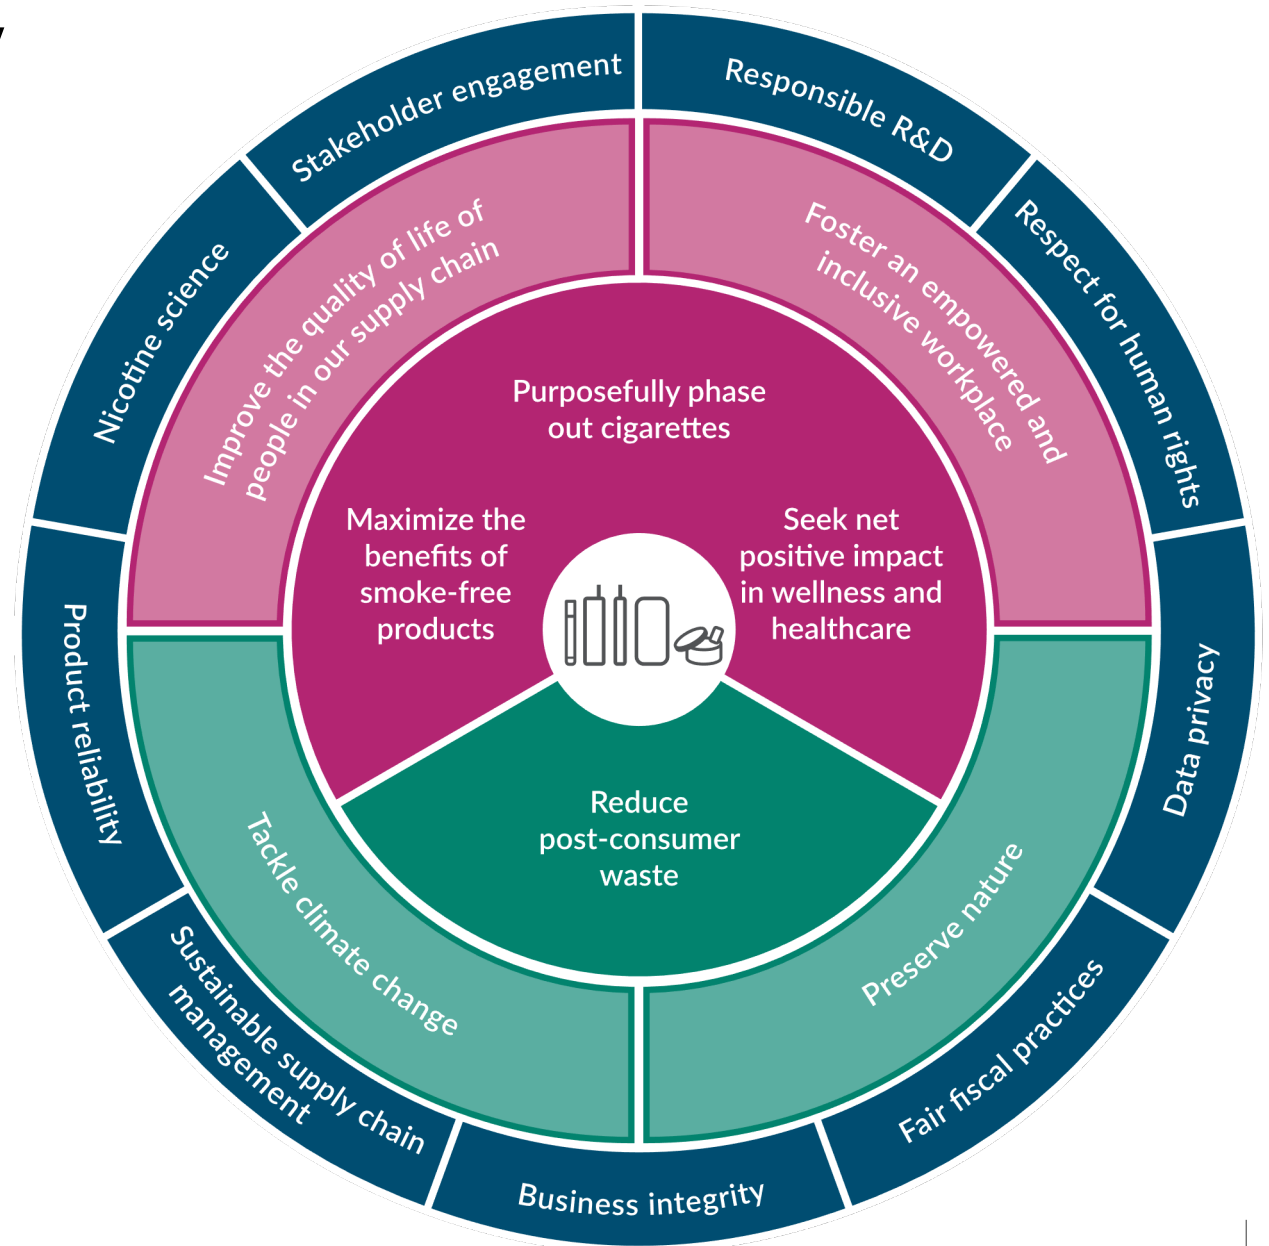 Stakeholder engagement
Responsible R&D
Respect for human rights
Data privacy
Fair fiscal practices
Business integrity
Sustainable supply chain
management
Product reliability
Nicotine science
Improve the quality of life of
people in our supply chain
Foster an empowered and
inclusive workplace
Preserve nature
Tackle climate change
Purposefully phase
out cigarettes
Maximize the
benefits of
smoke-free
products
Seek net
positive impact
in wellness and
healthcare
Reduce
post-consumer
waste